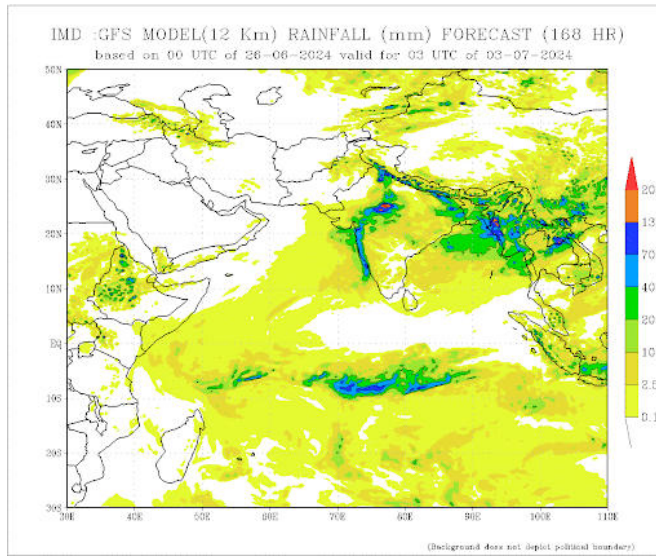 IMD :GFS MODEL(12 Km) RAINFALL (mm) FORECAST (168 HR)
based on 00 UTC of 26-06-2024 valid for 03 UTC of 03-07-2024
50N
40N
30N
20N
10N
EQ
10S
20S
30S
30E 40E 50E 60E 70E 80E 90E 100E 110E
20
13
70
40
20
10
2.5
0.1
(Background does not depict political boundary)